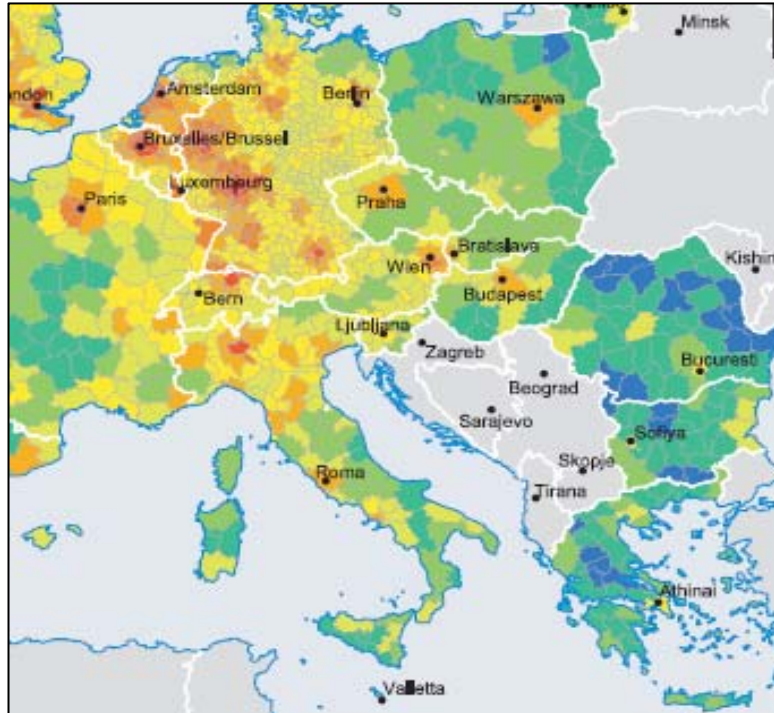 Minsk
Amsterdam
Berlin
Warszawa
Bruxelles/Brussel
Luxembourg
Paris
Praha
Kishin
Wien
Bratislava
Bern
Budapest
Ljubljana
Zagreb
Bucuresti
Beograd
Sarajevo
Sofiya
Skopje
Roma
Tirana
Athinai
Valletta